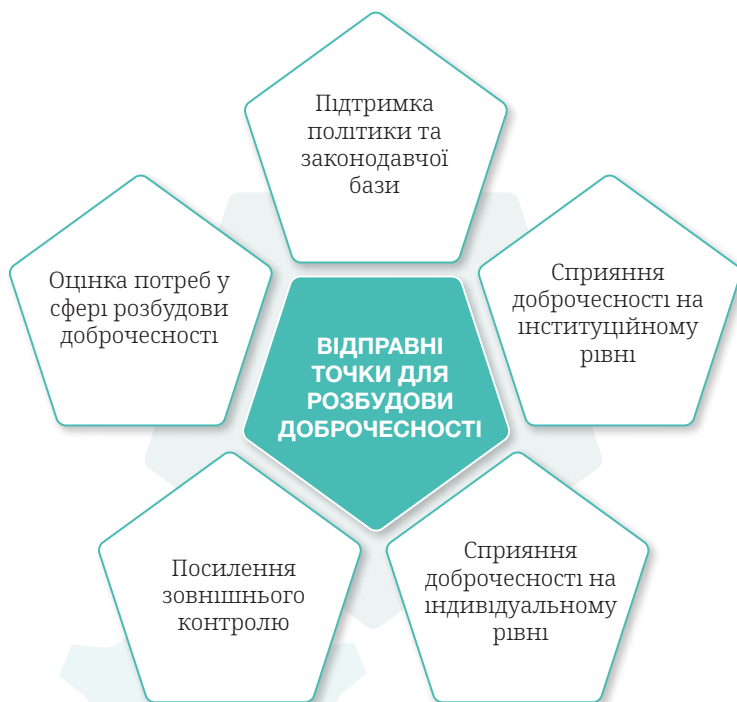 Підтримка
політики та
законодавчої
бази
Оцінка потреб у
сфері розбудови
доброчесності
Сприяння
доброчесності на
інституційному
рівні
ВІДПРАВНІ
ТОЧКИ ДЛЯ
РОЗБУДОВИ
ДОБРОЧЕСНОСТІ
Посилення
зовнішнього
контролю
Сприяння
доброчесності на
індивідуальному
рівні